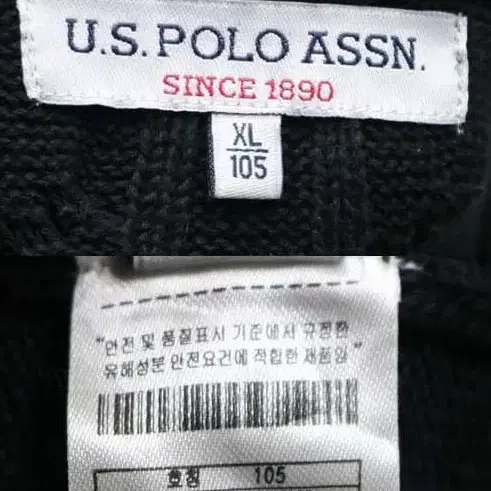 U.S. POLO ASSN.
SINCE 1890
XL
105
"안전 및 품질표시 기준에서 규정한
유해성분 안전요건에 적합한 제품임"
호칭 105